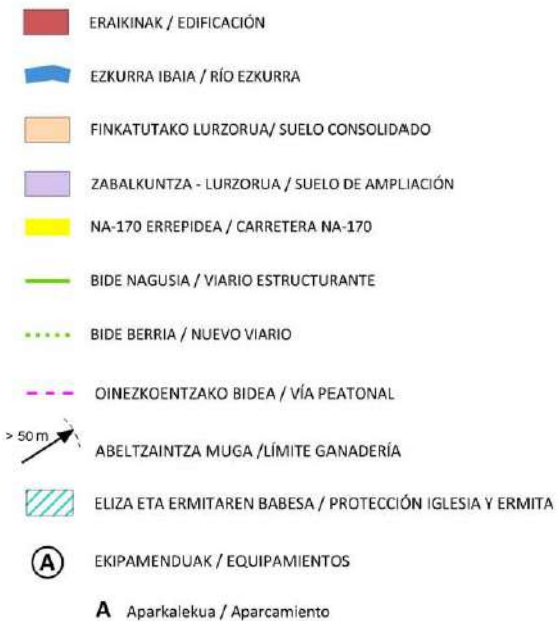 ERAIKINAK / EDIFICACIÓN
EZKURRA IBAIA / RÍO EZKURRA
FINKATUTAKO LURZORUA/ SUELO CONSOLIDADO
ZABALKUNTZA - LURZORUA / SUELO DE AMPLIACIÓN
NA-170 ERREPIDEA / CARRETERA NA-170
BIDE NAGUSIA / VIARIO ESTRUCTURANTE
BIDE BERRIA / NUEVO VIARIO
OINEZKOENTZAKO BIDEA / VÍA PEATONAL
> 50 m
ABELTZAINTZA MUGA /LÍMITE GANADERÍA
ELIZA ETA ERMITAREN BABESA / PROTECCIÓN IGLESIA Y ERMITA
A EKIPAMENDUAK / EQUIPAMIENTOS
A Aparkalekua / Aparcamiento